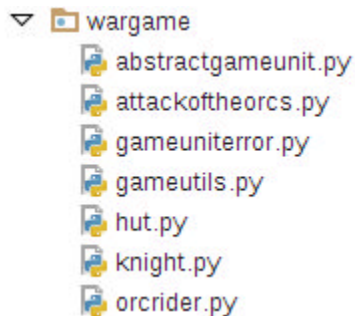 wargame
abstractgameunit.py
attackoftheorcs.py
gameuniterror.py
gameutils.py
hut.py
knight.py
orcrider.py